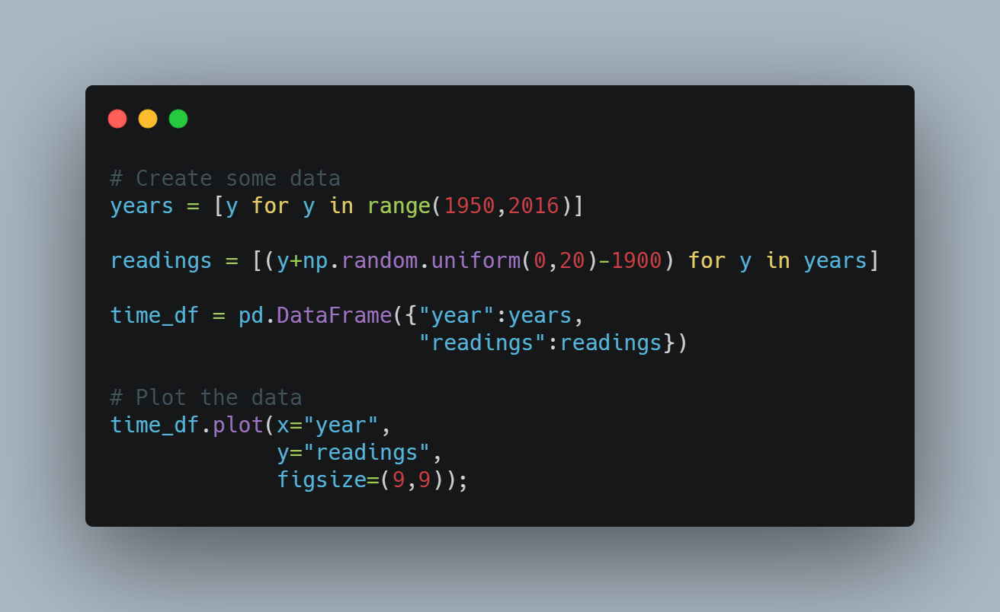 # Create some data
years = [y for y in range(1950,2016)]

readings = [(y+np.random.uniform(0,20)-1900) for y in years]

time_df = pd.DataFrame({"year":years,
                        "readings":readings})

# Plot the data
time_df.plot(x="year",
             y="readings",
             figsize=(9,9));